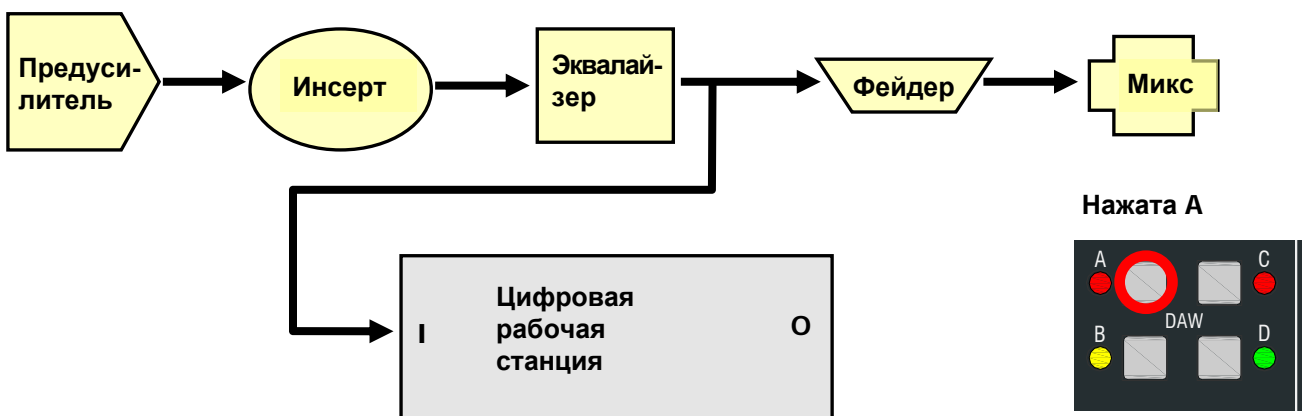 Предуси-
литель
Инсерт
Эквалай-
зер
Фейдер
Микс
Нажата А
A
C
DAW
B
D
I
Цифровая
рабочая
станция
O